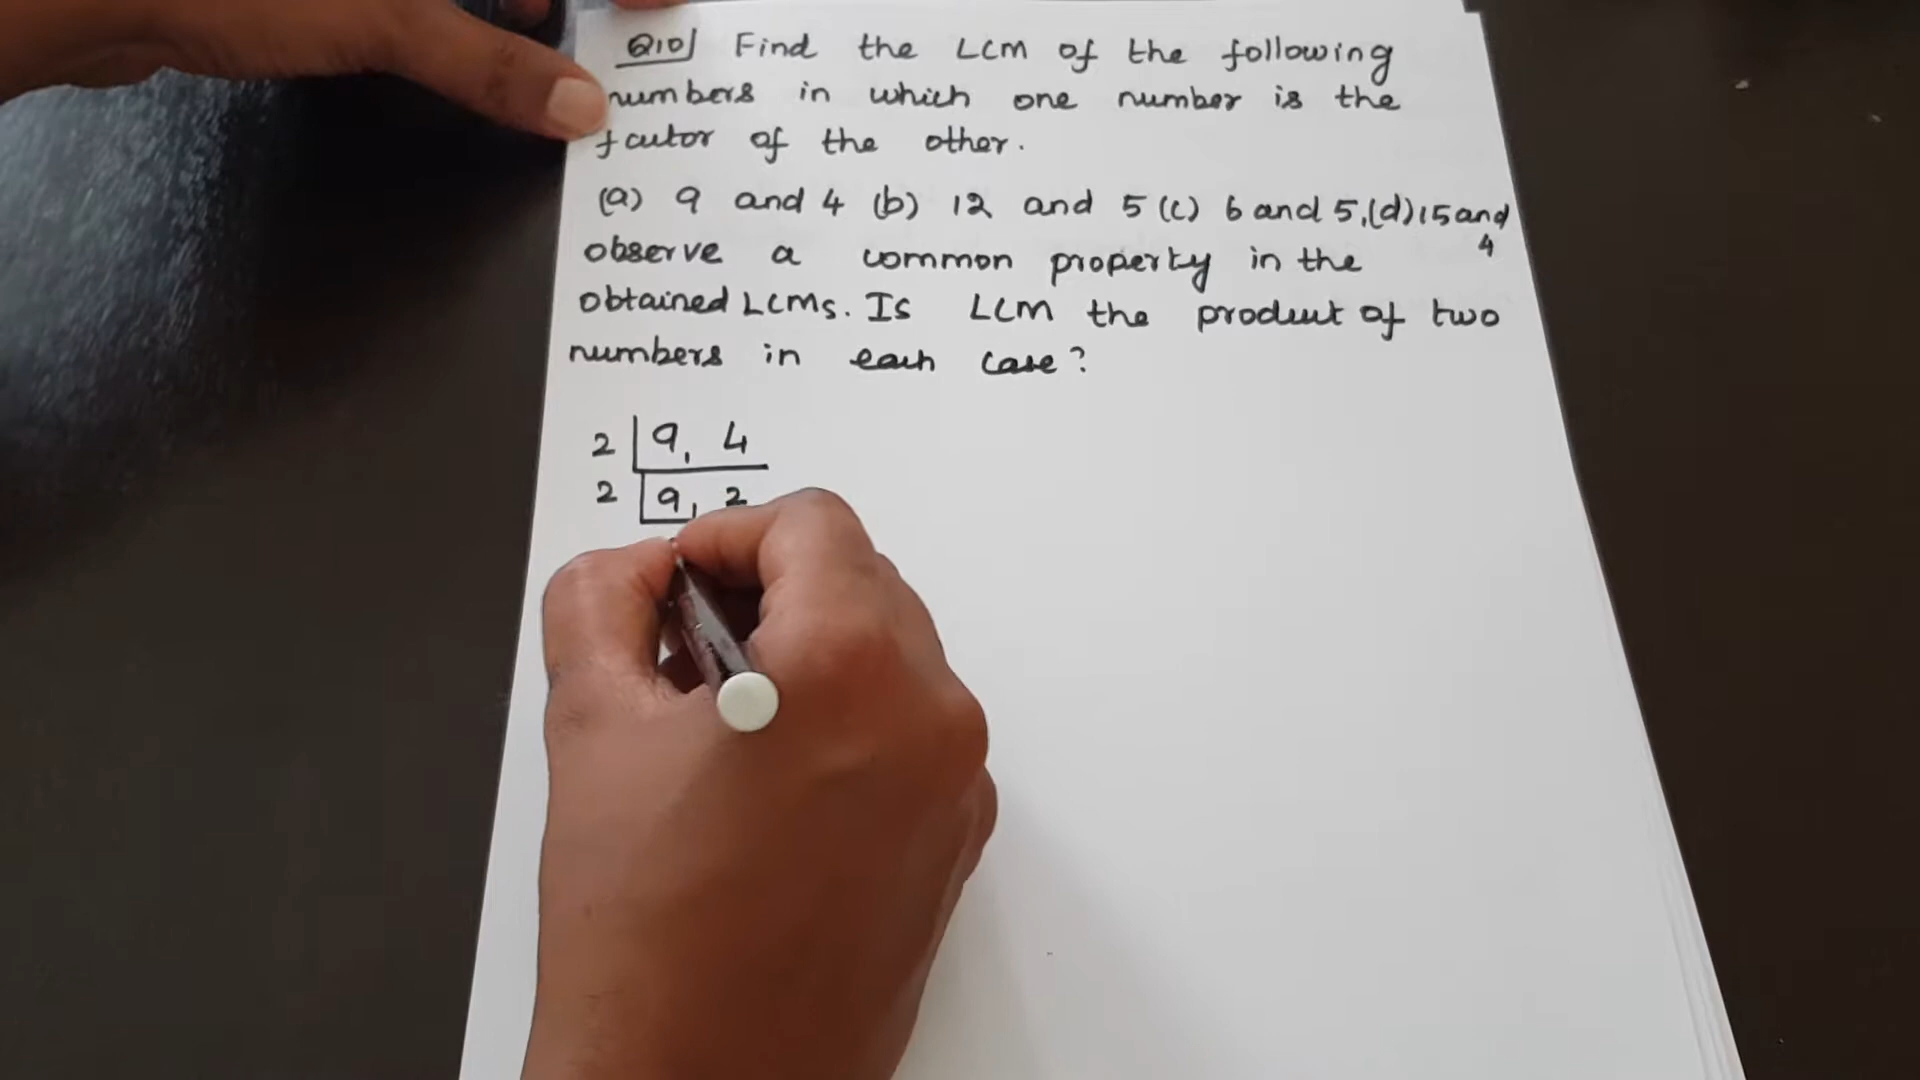 Q10) Find the LCM of the following
numbers in which one number is the
factor of the other.
(a) 9 and 4 (b) 12 and 5 (c) 6 and 5, (d) 15 and
4
observe a common property in the
obtained LCMs. Is LCM the product of two
numbers in each case?
2 | 9, 4
2 | 9, 2